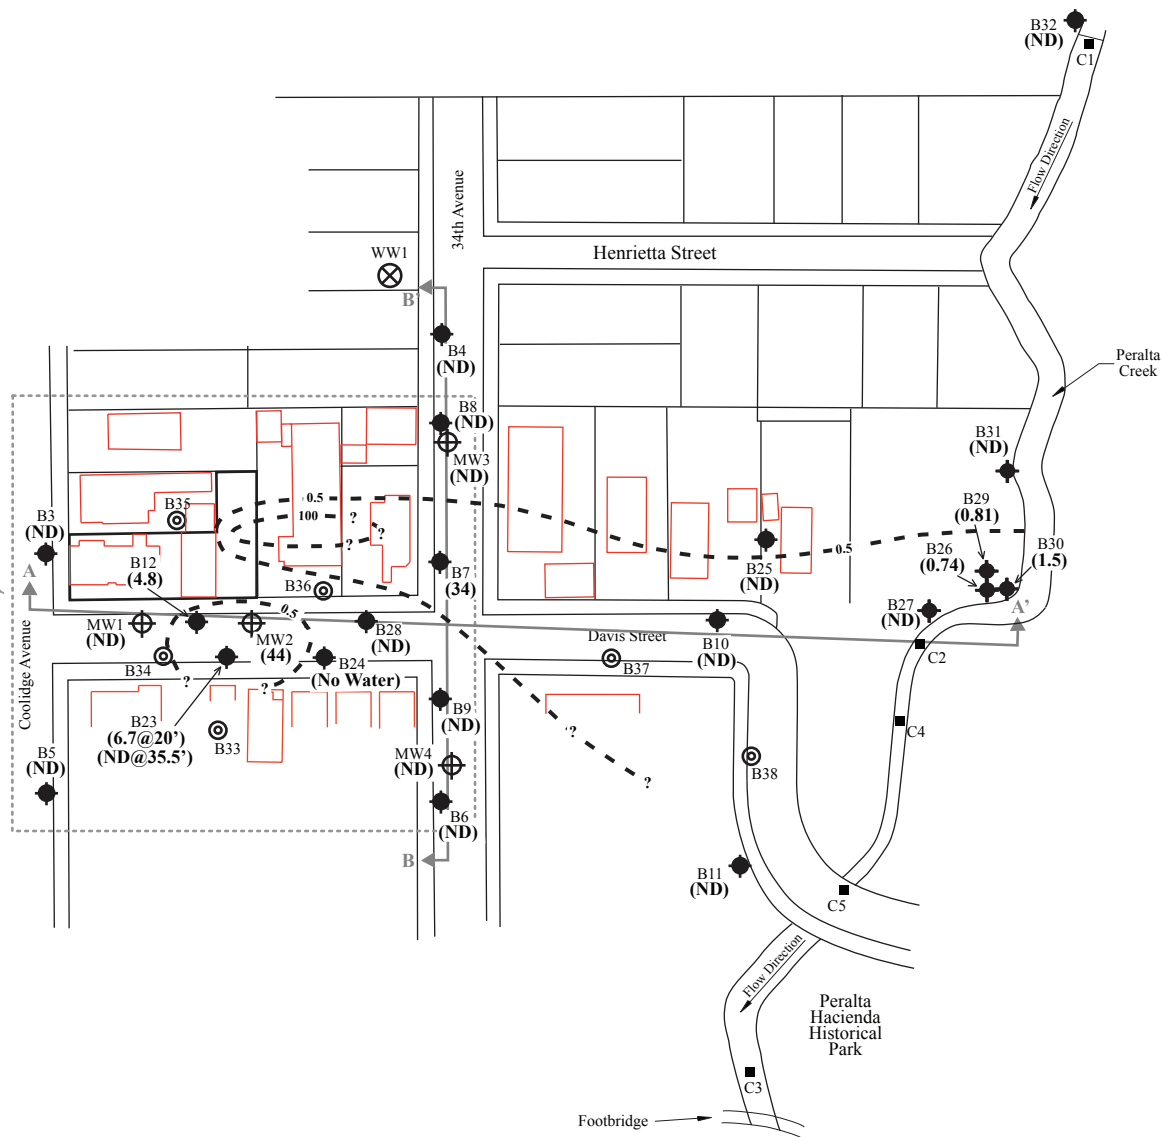 B32
(ND)
C1
Flow Direction
34th Avenue
Henrietta Street
WW1
B'
B4
(ND)
Peralta
Creek
B8
(ND)
MW3
(ND)
B31
(ND)
0.5
100
?
?
?
B35
B3
(ND)
B12
(4.8)
B36
B7
(34)
B25
(ND)
0.5
B29
(0.81)
B26
(0.74)
B30
(1.5)
B27
(ND)
A
A'
MW1
(ND)
0.5
MW2
(44)
B28
(ND)
B10
(ND)
Davis Street
C2
B34
?
?
B24
(No Water)
B37
Coolidge Avenue
B23
(6.7@20’)
(ND@35.5’)
B33
B9
(ND)
C4
??
?
B5
(ND)
MW4
(ND)
B38
B6
(ND)
B
B11
(ND)
C5
Flow Direction
Peralta
Hacienda
Historical
Park
C3
Footbridge